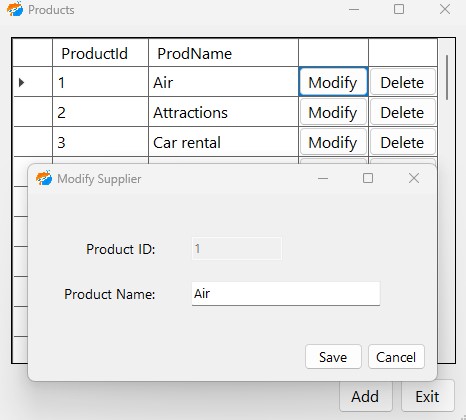 Products
ProductId ProdName
1 Air Modify Delete
2 Attractions Modify Delete
3 Car rental Modify Delete
Modify Supplier
Product ID: 1
Product Name: Air
Save Cancel
Add Exit